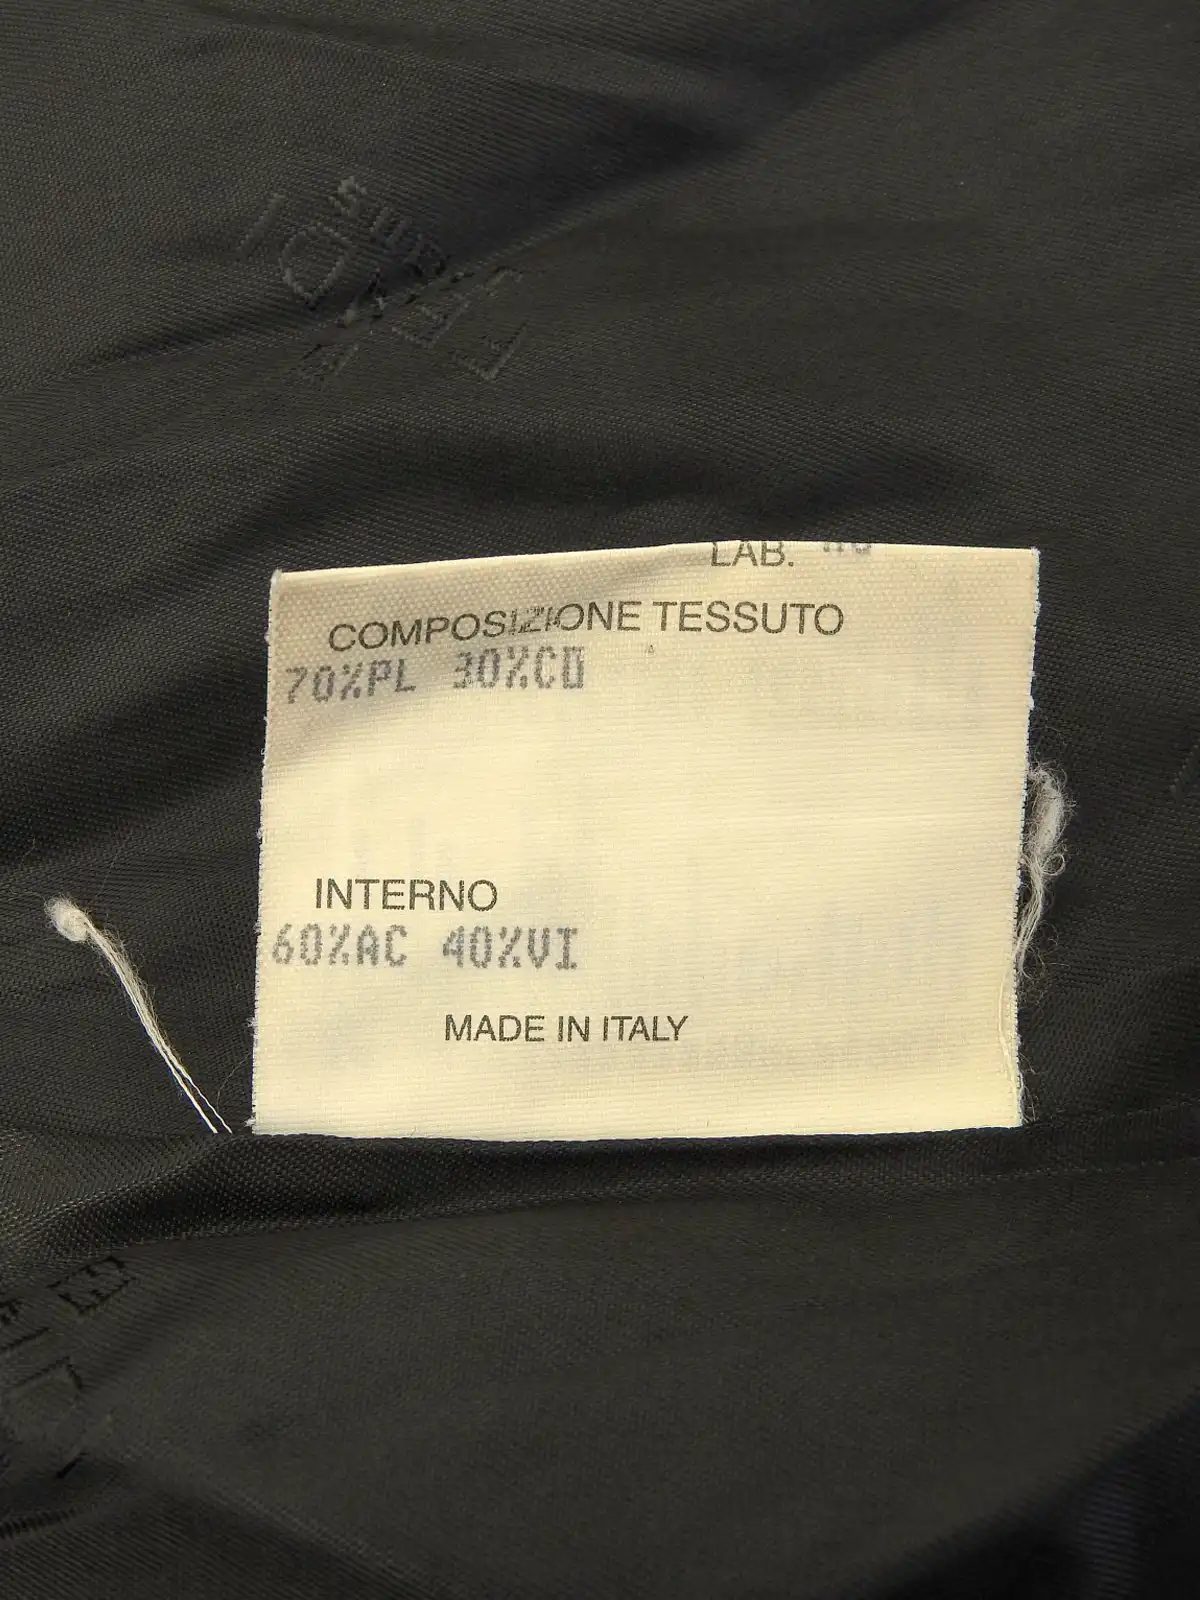 LAB.
COMPOSIZIONE TESSUTO
70%PL 30%CO
INTERNO
60%AC 40%VI
MADE IN ITALY